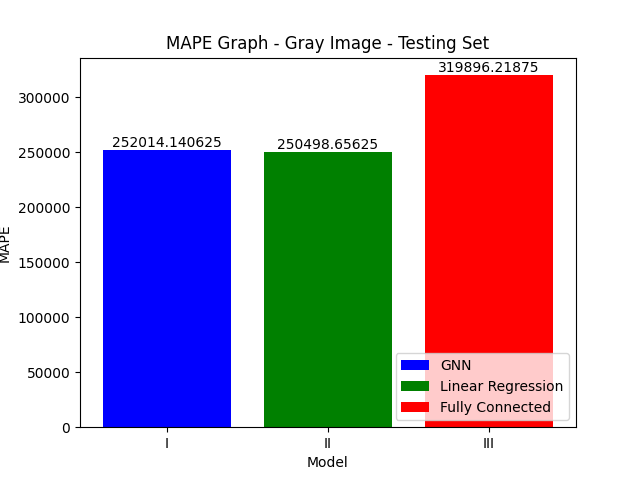 MAPE Graph - Gray Image - Testing Set
319896.21875
252014.140625
250498.65625
300000
250000
200000
150000
100000
50000
0
MAPE
GNN
Linear Regression
Fully Connected
I
II
III
Model